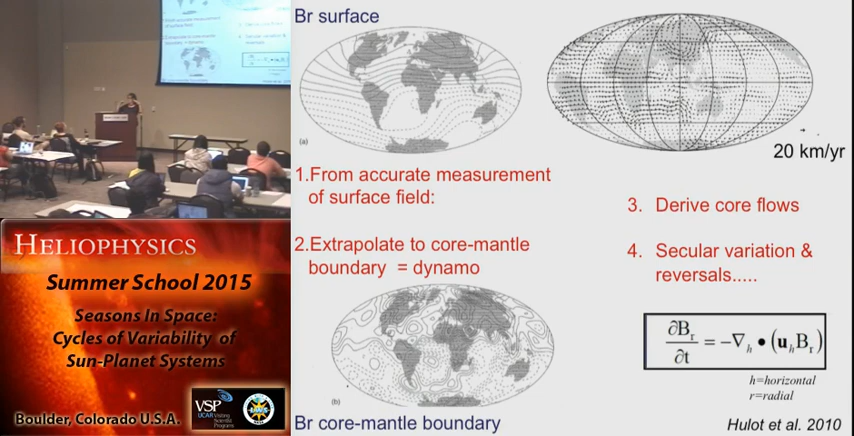 Br surface
(a)
20 km/yr
1.From accurate measurement
of surface field:
2.Extrapolate to core-mantle
boundary = dynamo
3. Derive core flows
4. Secular variation &
reversals.....
∂Br/∂t = −∇h • (uhBr)
h=horizontal
r=radial
(b)
Br core-mantle boundary
Hulot et al. 2010
HELIOPHYSICS
Summer School 2015
Seasons In Space:
Cycles of Variability of
Sun-Planet Systems
Boulder, Colorado U.S.A.
VSP
UCAR Visiting
Scientist
Programs